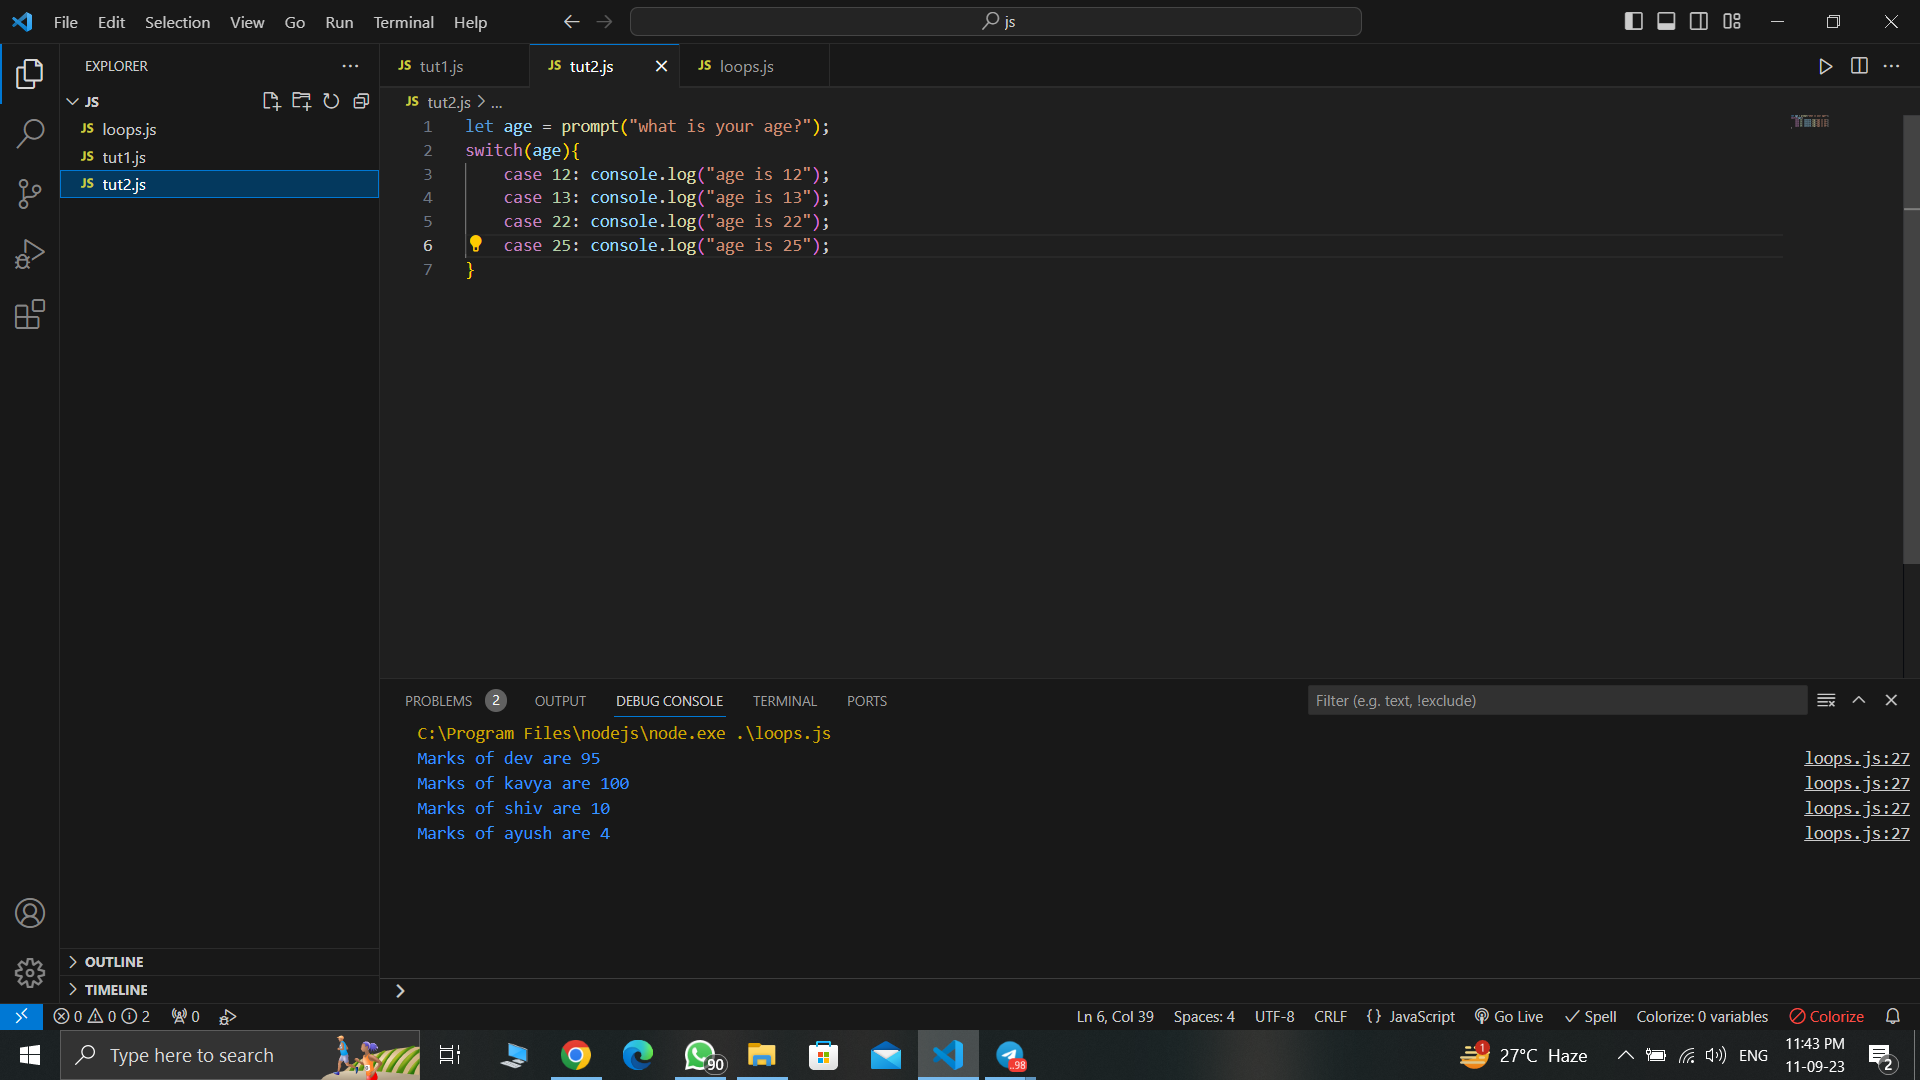 File Edit Selection View Go Run Terminal Help
js
EXPLORER
JS
JS loops.js
JS tut1.js
JS tut2.js
OUTLINE
TIMELINE
JS tut1.js
JS tut2.js
JS loops.js
JS tut2.js > ...
1 let age = prompt("what is your age?");
2 switch(age){
3 case 12: console.log("age is 12");
4 case 13: console.log("age is 13");
5 case 22: console.log("age is 22");
6 case 25: console.log("age is 25");
7 }
PROBLEMS 2 OUTPUT DEBUG CONSOLE TERMINAL PORTS
Filter (e.g. text, !exclude)
C:\Program Files\nodejs\node.exe .\loops.js
Marks of dev are 95 loops.js:27
Marks of kavya are 100 loops.js:27
Marks of shiv are 10 loops.js:27
Marks of ayush are 4 loops.js:27
0 0 2 0 Ln 6, Col 39 Spaces: 4 UTF-8 CRLF {} JavaScript Go Live Spell Colorize: 0 variables Colorize
Type here to search
90
..98
1
27°C Haze
ENG
11:43 PM
11-09-23
2